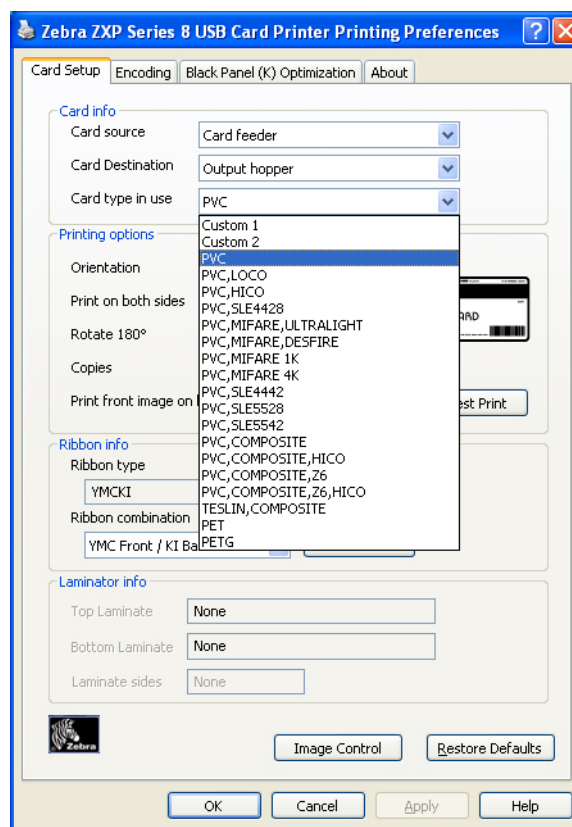 Zebra ZXP Series 8 USB Card Printer Printing Preferences
Card Setup Encoding Black Panel (K) Optimization About
Card info
Card source Card feeder
Card Destination Output hopper
Card type in use PVC
Custom 1
Custom 2
PVC
PVC,LOCO
PVC,HICO
PVC,SLE4428
PVC,MIFARE,ULTRALIGHT
PVC,MIFARE,DESFIRE
PVC,MIFARE 1K
PVC,MIFARE 4K
PVC,SLE4442
PVC,SLE5528
PVC,SLE5542
PVC,COMPOSITE
PVC,COMPOSITE,HICO
PVC,COMPOSITE,Z6
PVC,COMPOSITE,Z6,HICO
TESLIN,COMPOSITE
PET
PETG
Printing options
Orientation
Print on both sides
Rotate 180°
Copies
Print front image on
ARD
est Print
Ribbon info
Ribbon type
YMCKI
Ribbon combination
YMC Front / KI Ba
Laminator info
Top Laminate None
Bottom Laminate None
Laminate sides None
Zebra
Image Control Restore Defaults
OK Cancel Apply Help